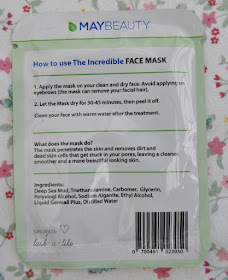 MAYBEAUTY
How to use The Incredible FACE MASK
1. Apply the mask on your clean and dry face. Avoid applying on
eyebrows (the mask can remove your facial hair).
2. Let the Mask dry for 30-45 minutes, then peel it off.
Clean your face with warm water after the treatment.
What does the mask do?
The mask penetrates the skin and removes dirt and
dead skin cells that get stuck in your pores, leaving a cleaner,
smoother and a more beautiful looking skin.
Ingredients:
Deep Sea Mud, Triethanolamine, Carbomer, Glycerin,
Polyvinyl Alcohol, Sodium Alganite, Ethyl Alcohol,
Liquid Germall Plus, Distilled Water
0 706461 023050